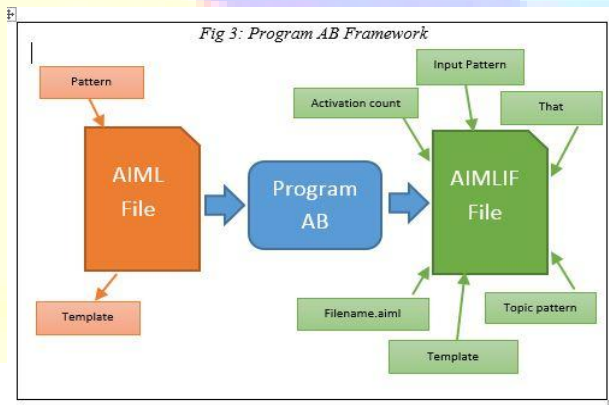 Fig 3: Program AB Framework
Pattern
Input Pattern
Activation count
That
AIML
File
Program
AB
AIMLIF
File
Template
Filename.aiml
Topic pattern
Template